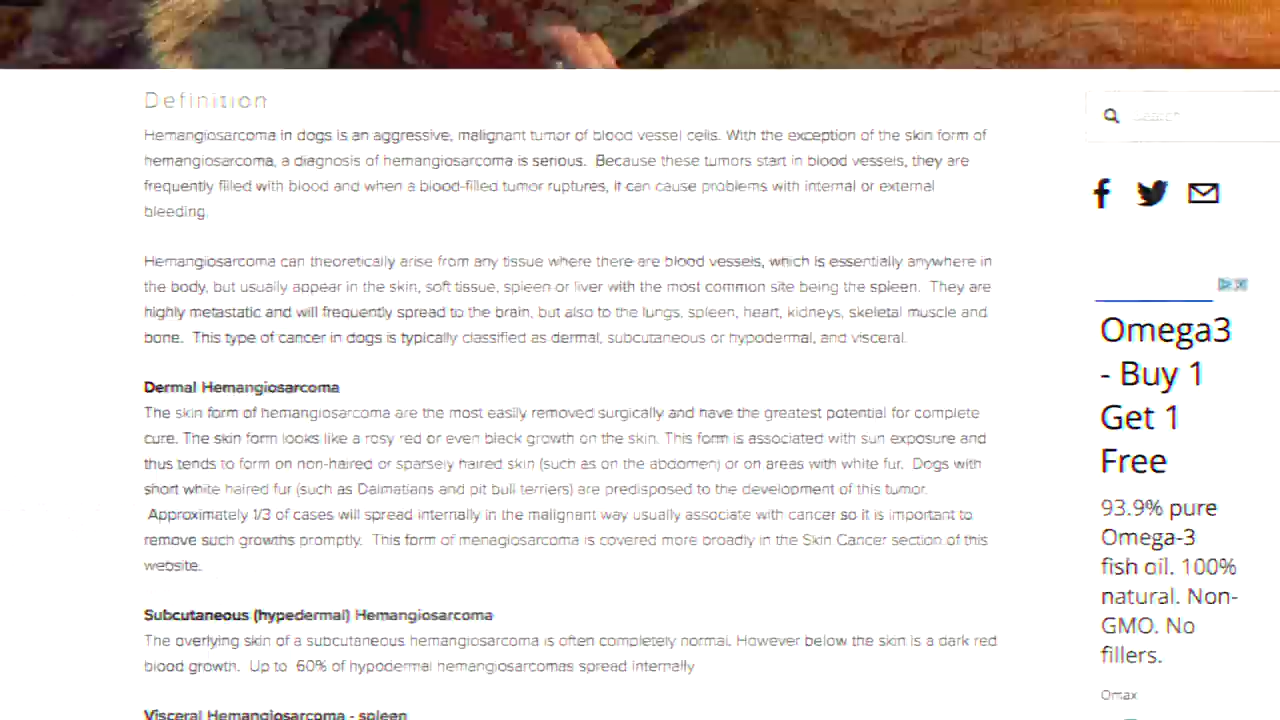 Definition
Hemangiosarcoma in dogs is an aggressive, malignant tumor of blood vessel cells. With the exception of the skin form of
hemangiosarcoma, a diagnosis of hemangiosarcoma is serious. Because these tumors start in blood vessels, they are
frequently filled with blood and when a blood-filled tumor ruptures, it can cause problems with internal or external
bleeding.
Hemangiosarcoma can theoretically arise from any tissue where there are blood vessels, which is essentially anywhere in
the body, but usually appear in the skin, soft tissue, spleen or liver with the most common site being the spleen. They are
highly metastatic and will frequently spread to the brain, but also to the lungs, spleen, heart, kidneys, skeletal muscle and
bone. This type of cancer in dogs is typically classified as dermal, subcutaneous or hypodermal, and visceral.
Dermal Hemangiosarcoma
The skin form of hemangiosarcoma are the most easily removed surgically and have the greatest potential for complete
cure. The skin form looks like a rosy red or even black growth on the skin. This form is associated with sun exposure and
thus tends to form on non-haired or sparsely haired skin (such as on the abdomen) or on areas with white fur. Dogs with
short white haired fur (such as Dalmatians and pit bull terriers) are predisposed to the development of this tumor.
Approximately 1/3 of cases will spread internally in the malignant way usually associate with cancer so it is important to
remove such growths promptly. This form of menagiosarcoma is covered more broadly in the Skin Cancer section of this
website.
Subcutaneous (hypedermal) Hemangiosarcoma
The overlying skin of a subcutaneous hemangiosarcoma is often completely normal. However below the skin is a dark red
blood growth. Up to 60% of hypodermal hemangiosarcomas spread internally
Visceral Hemangiosarcoma - spleen
Search
Omega3
- Buy 1
Get 1
Free
93.9% pure
Omega-3
fish oil. 100%
natural. Non-
GMO. No
fillers.
Omax